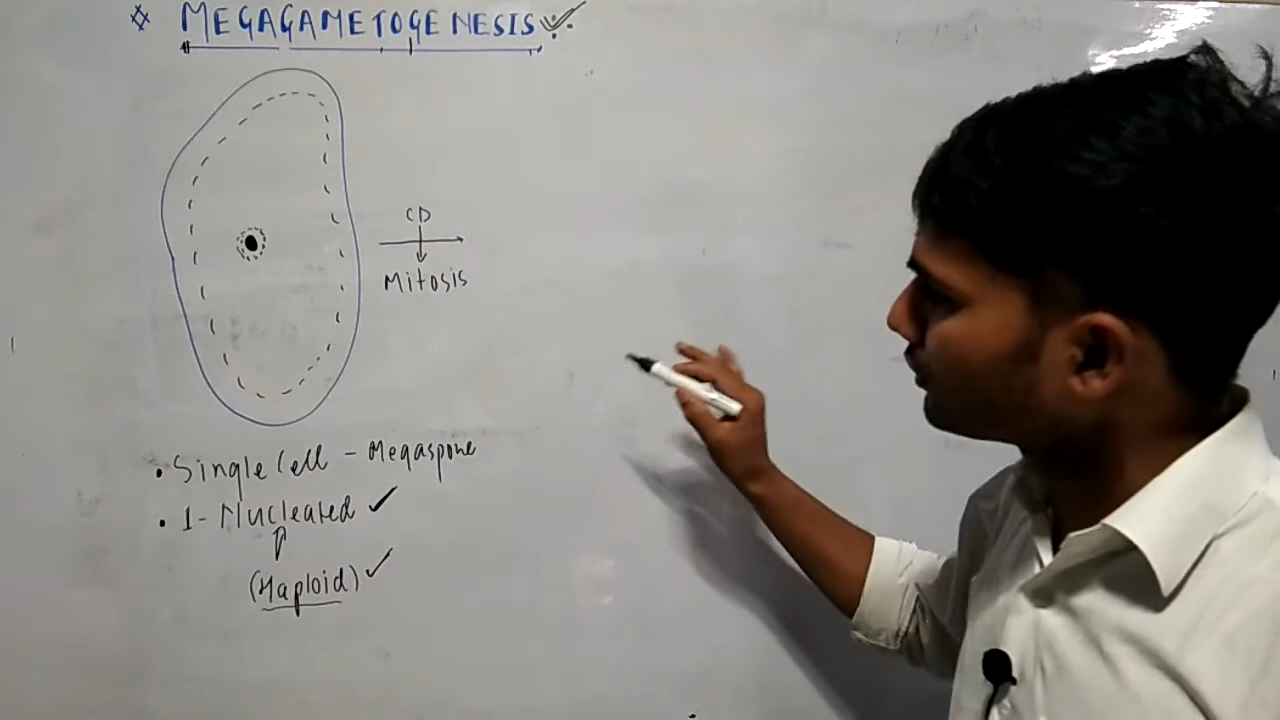 MEGAGAMETOGENESIS
CD
Mitosis
• Single Cell - Megaspore
• 1- Nucleated ✓
(Haploid) ✓